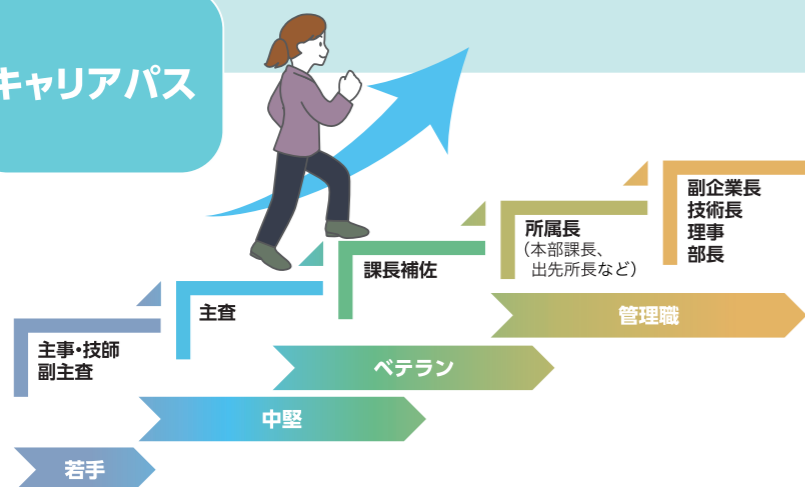 キャリアパス
副企業長
技術長
理事
部長
所属長
（本部課長、
出先所長など）
課長補佐
主査
主事・技師
副主査
管理職
ベテラン
中堅
若手